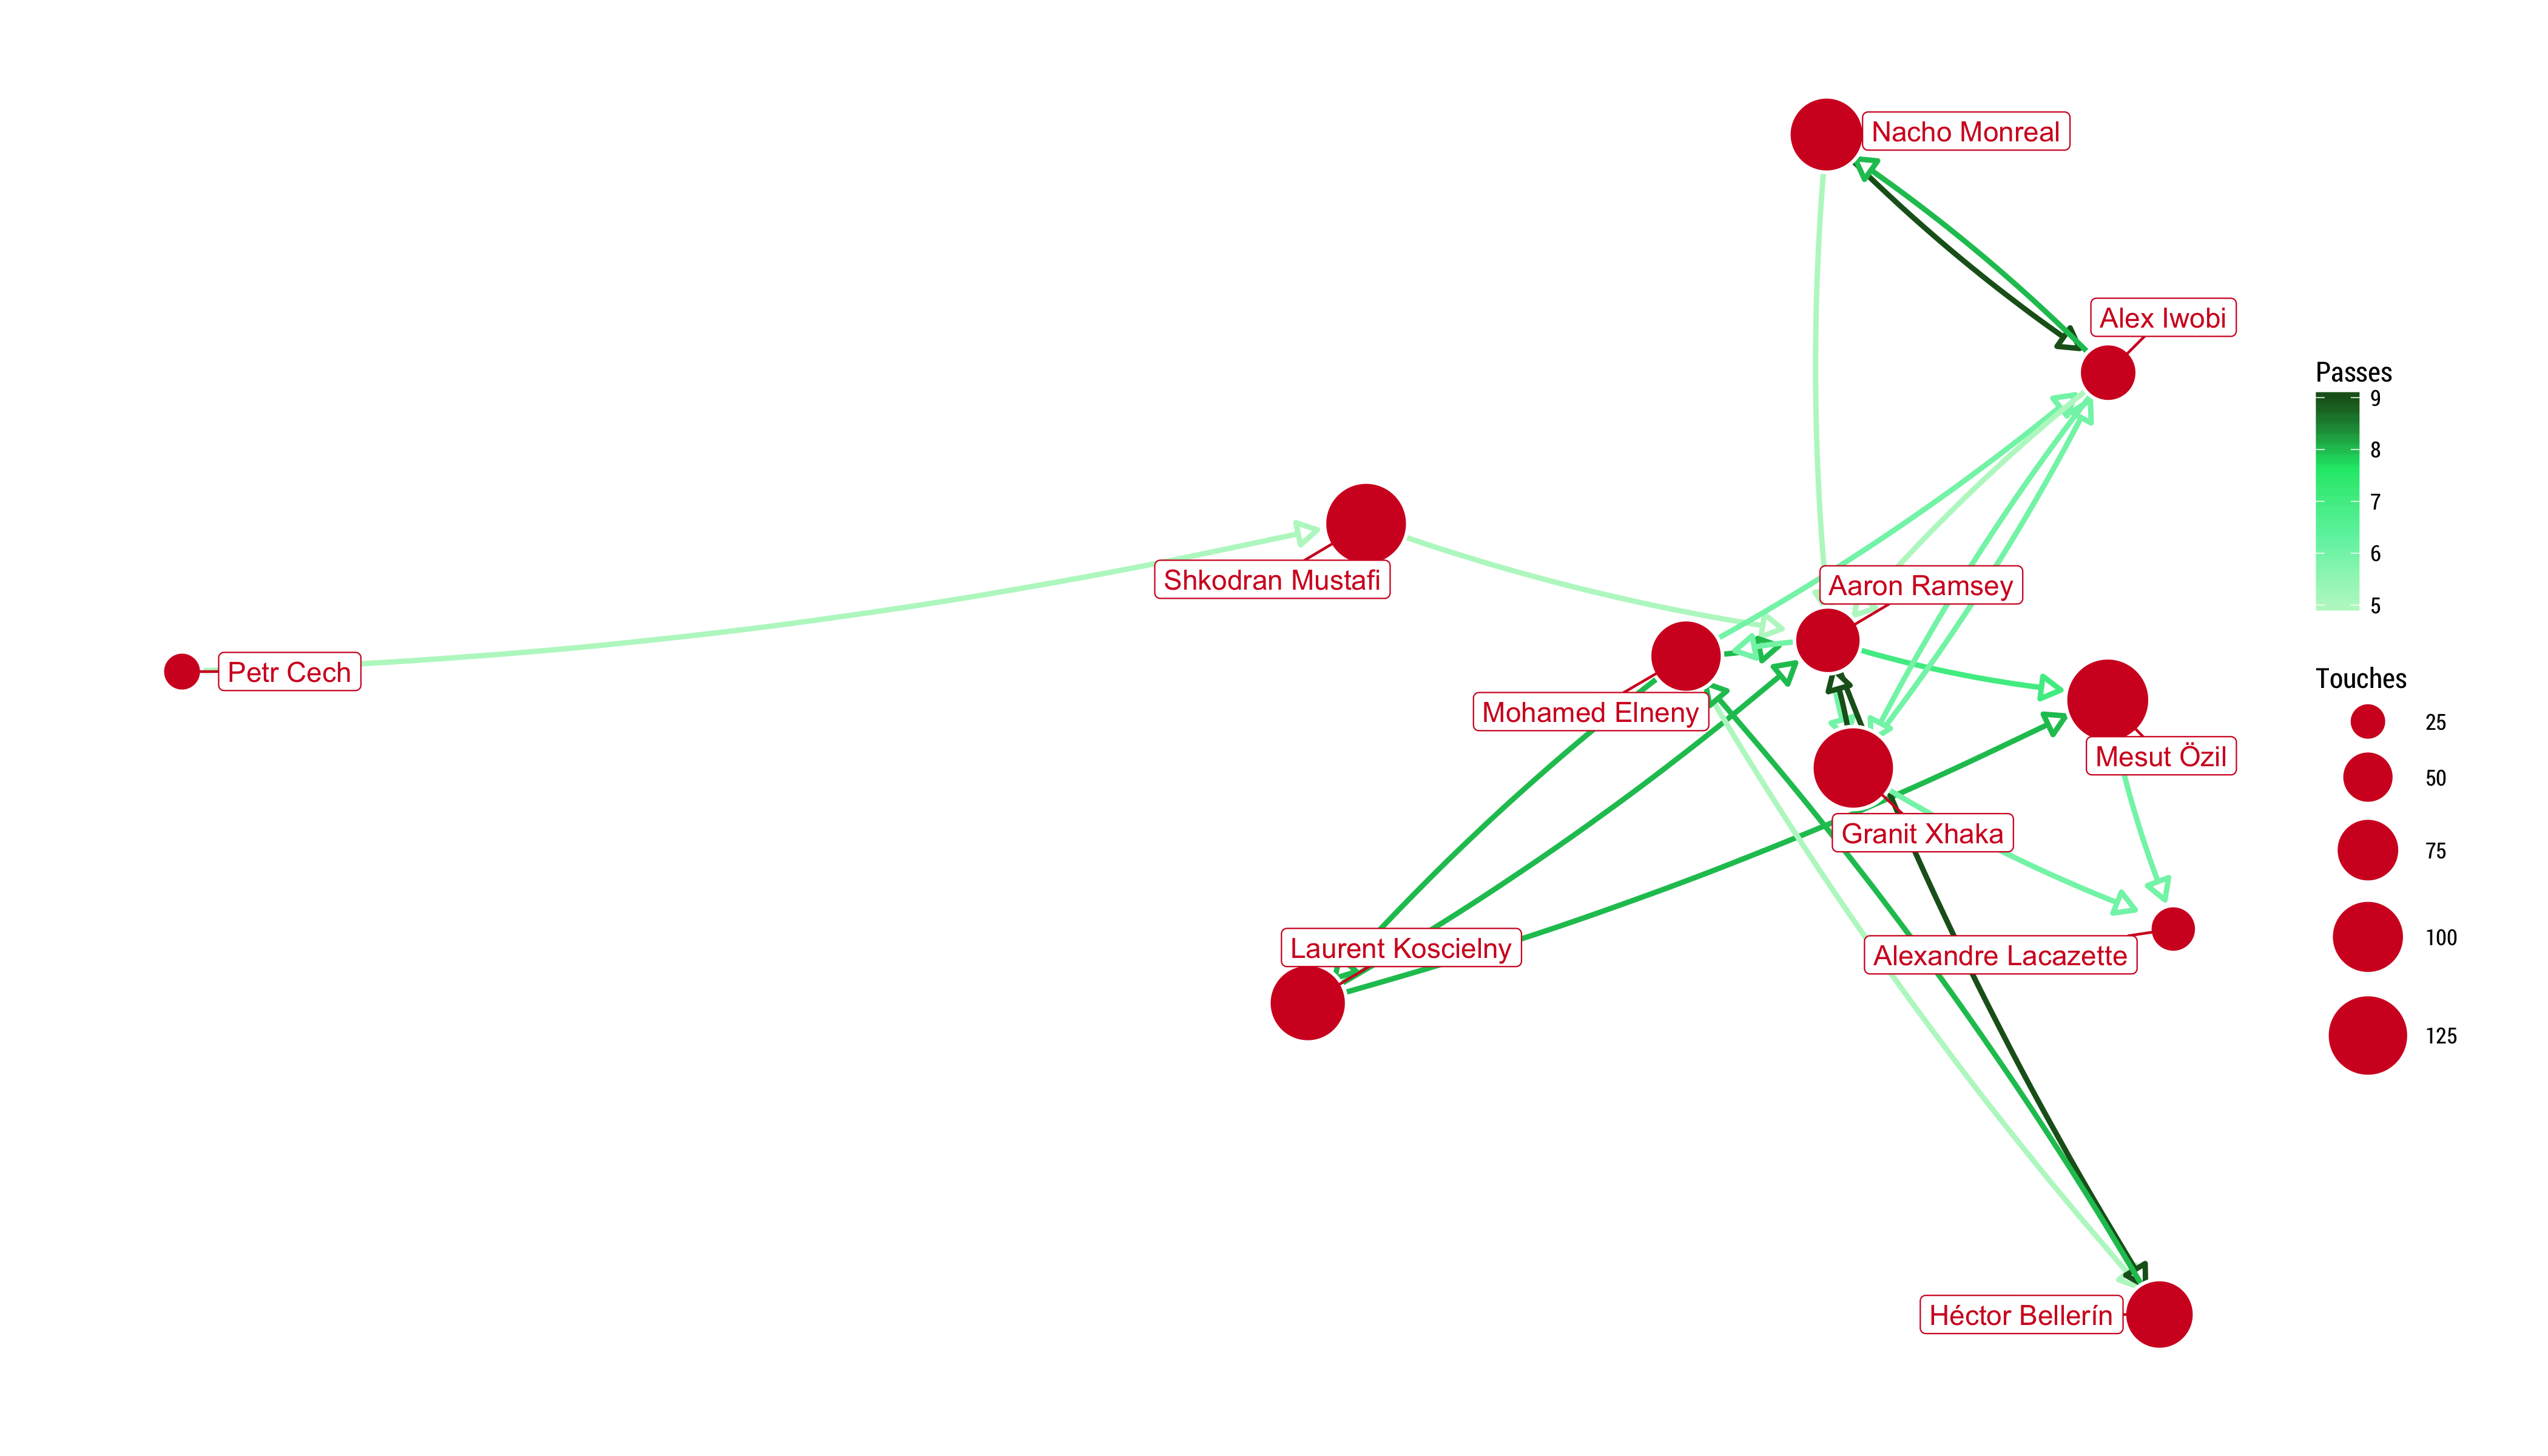 Nacho Monreal
Alex Iwobi
Shkodran Mustafi
Aaron Ramsey
Petr Cech
Mohamed Elneny
Mesut Özil
Granit Xhaka
Laurent Koscielny
Alexandre Lacazette
Héctor Bellerín
Passes
9
8
7
6
5
Touches
25
50
75
100
125